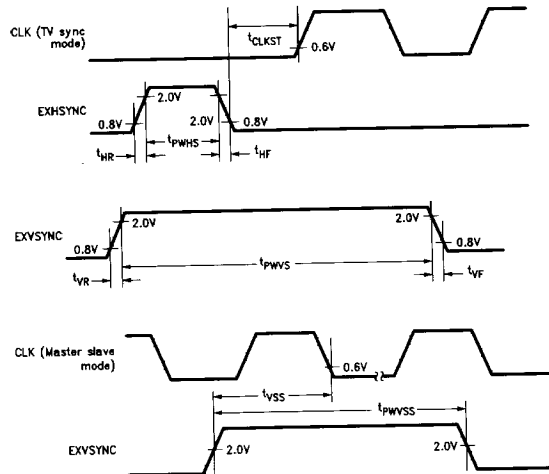 CLK (TV sync
mode)
tCLKST
0.6V
EXHSYNC
0.8V
2.0V
2.0V
0.8V
tHR
tPWHS
tHF
EXVSYNC
0.8V
2.0V
2.0V
0.8V
tVR
tPWVS
tVF
CLK (Master slave
mode)
0.6V
tVSS
tPWVSS
EXVSYNC
2.0V
2.0V